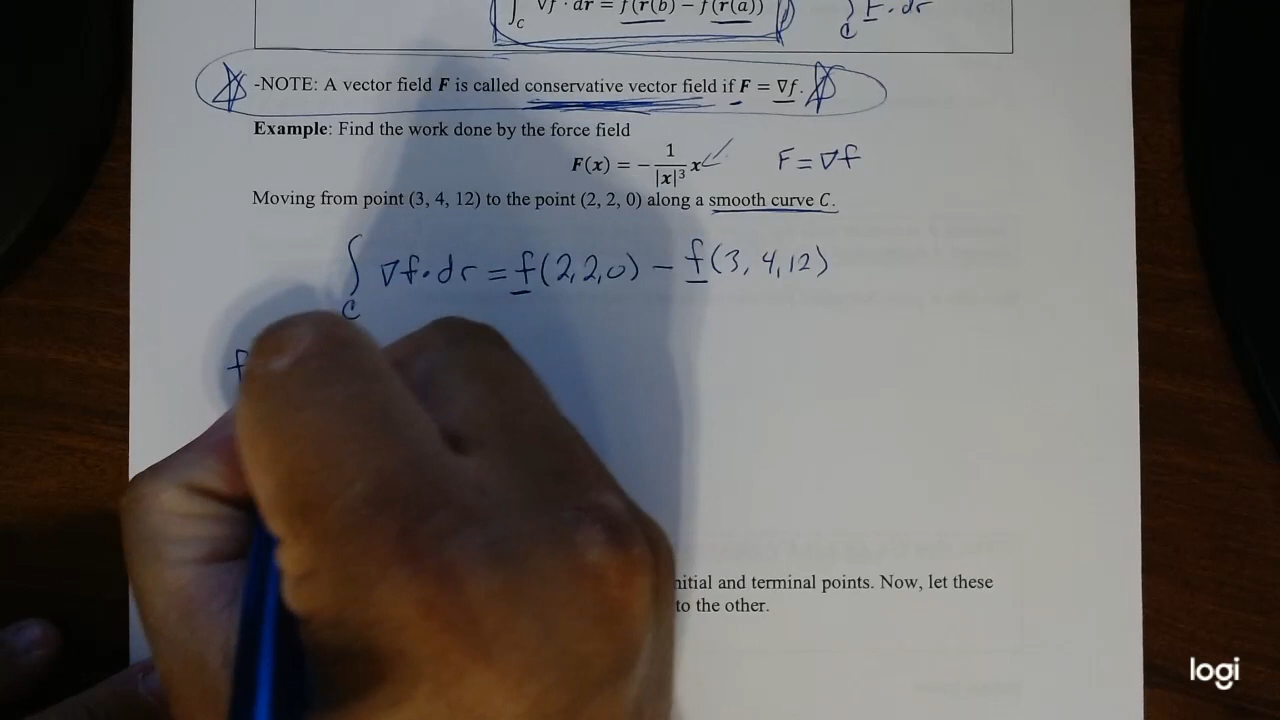 ∫_C ∇f · dr = f(r(b)) − f(r(a)) ∫_C F · dr
-NOTE: A vector field F is called conservative vector field if F = ∇f.
Example: Find the work done by the force field
F(x) = − 1/|x|³ x F = ∇f
Moving from point (3, 4, 12) to the point (2, 2, 0) along a smooth curve C.
∫_C ∇f · dr = f(2,2,0) − f(3,4,12)
f
initial and terminal points. Now, let these
to the other.
logi